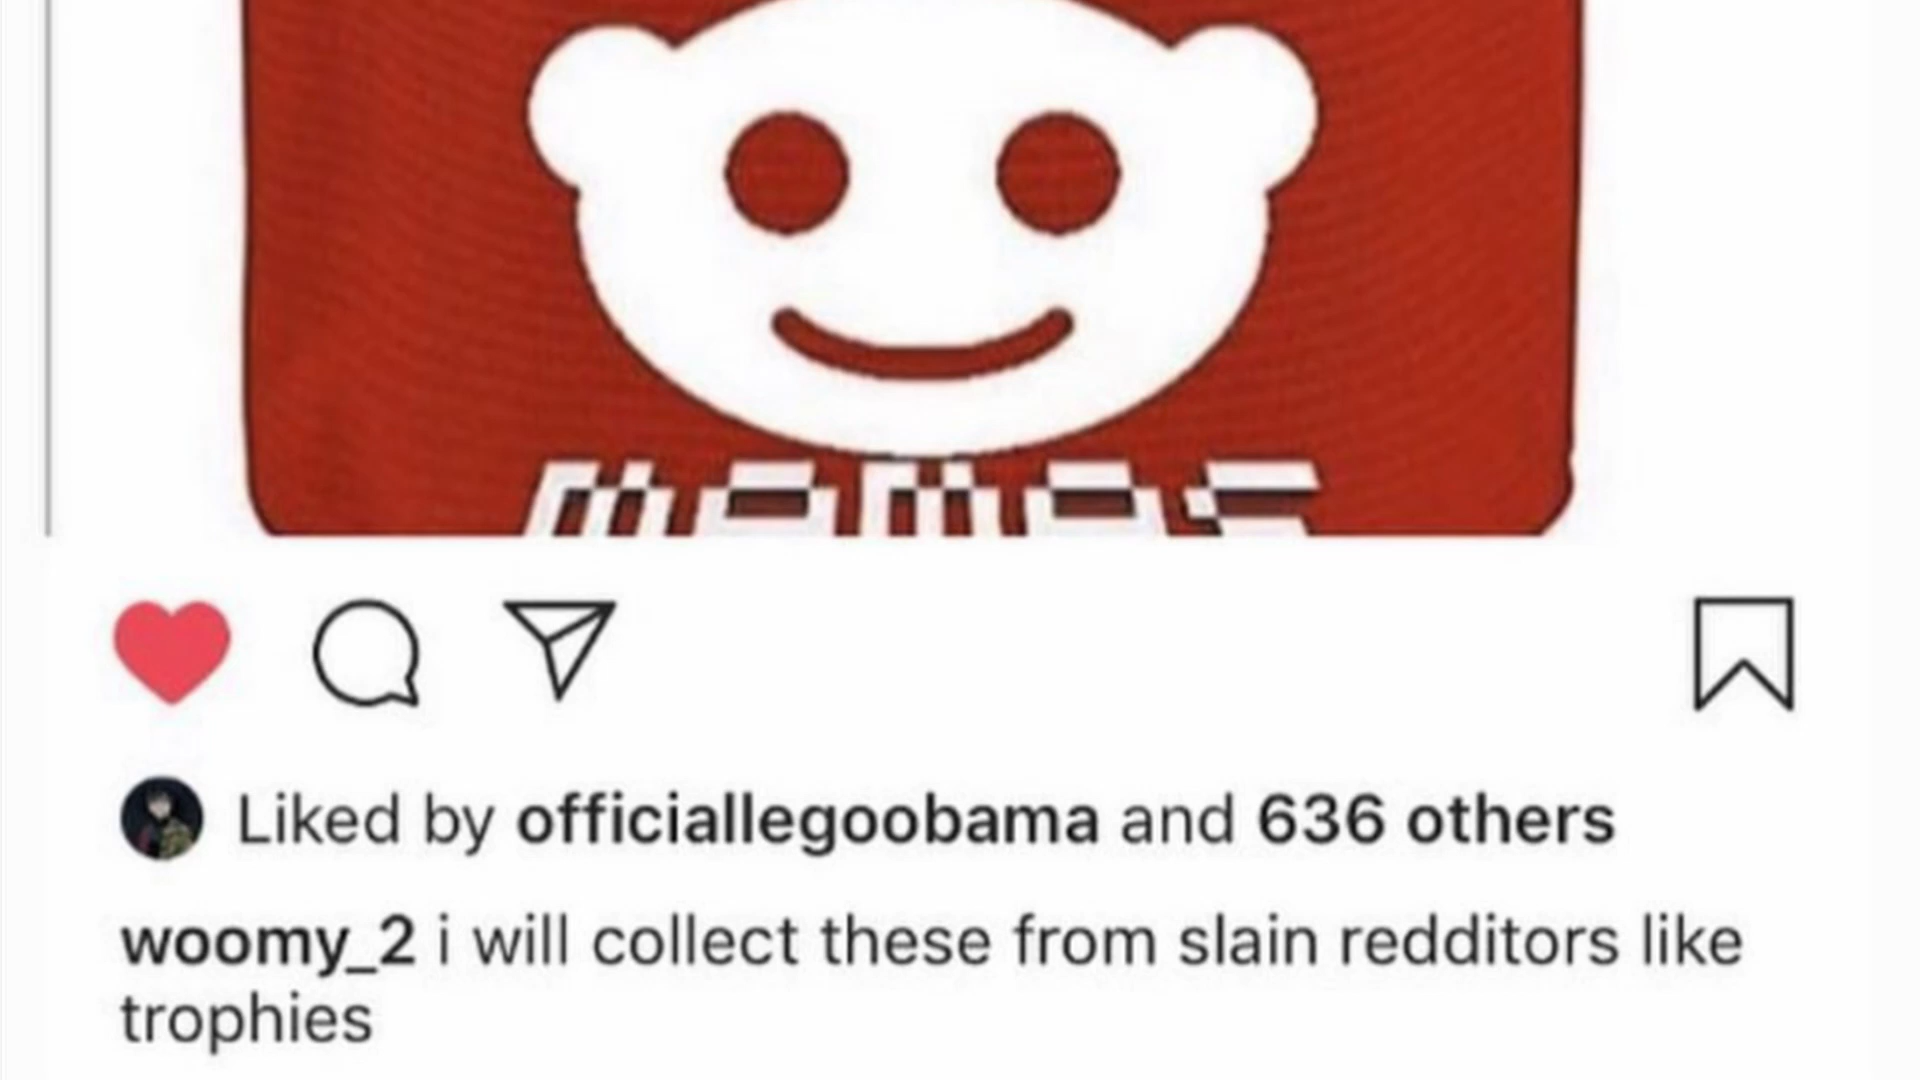 Liked by officiallegoobama and 636 others
woomy_2 i will collect these from slain redditors like
trophies